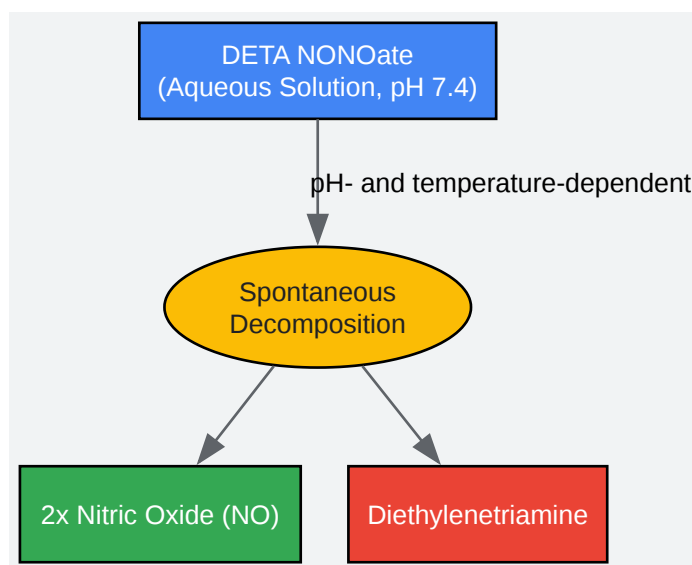 DETA NONOate
(Aqueous Solution, pH 7.4)
pH- and temperature-dependent
Spontaneous
Decomposition
2x Nitric Oxide (NO)
Diethylenetriamine